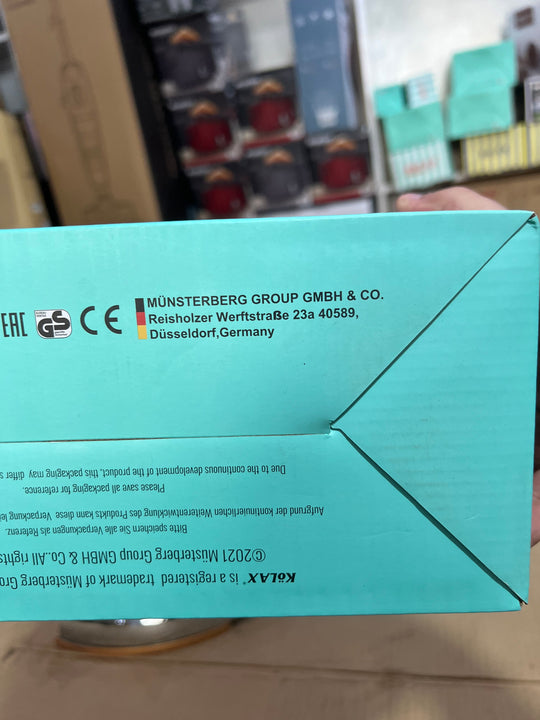 EAC GS CE
MÜNSTERBERG GROUP GMBH & CO.
Reisholzer Werftstraße 23a 40589,
Düsseldorf,Germany
KöLAX® is a registered trademark of Müsterberg Gro
©2021 Müsterberg Group GMBH & Co..All rights
Bitte speichern Sie alle Verpackungen als Referenz.
Aufgrund der kontinuierlichen Weiterentwicklung des Produkts kann diese Verpackung
Please save all packaging for reference.
Due to the continuous development of the product, this packaging may differ